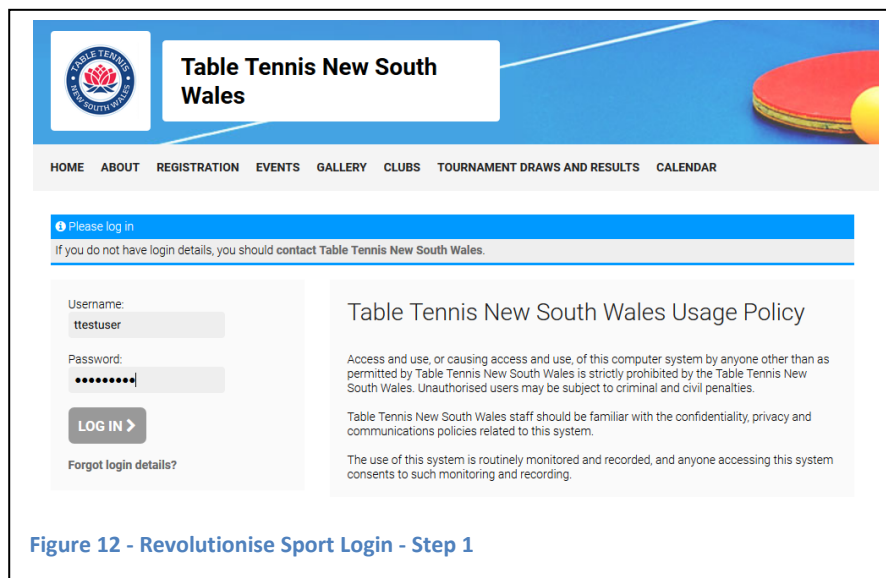 TABLE TENNIS
NEW SOUTH WALES
Table Tennis New South
Wales
HOME ABOUT REGISTRATION EVENTS GALLERY CLUBS TOURNAMENT DRAWS AND RESULTS CALENDAR
Please log in
If you do not have login details, you should contact Table Tennis New South Wales.
Username:
ttestuser
Password:
•••••••••
LOG IN
Forgot login details?
Table Tennis New South Wales Usage Policy
Access and use, or causing access and use, of this computer system by anyone other than as
permitted by Table Tennis New South Wales is strictly prohibited by the Table Tennis New
South Wales. Unauthorised users may be subject to criminal and civil penalties.
Table Tennis New South Wales staff should be familiar with the confidentiality, privacy and
communications policies related to this system.
The use of this system is routinely monitored and recorded, and anyone accessing this system
consents to such monitoring and recording.
Figure 12 - Revolutionise Sport Login - Step 1